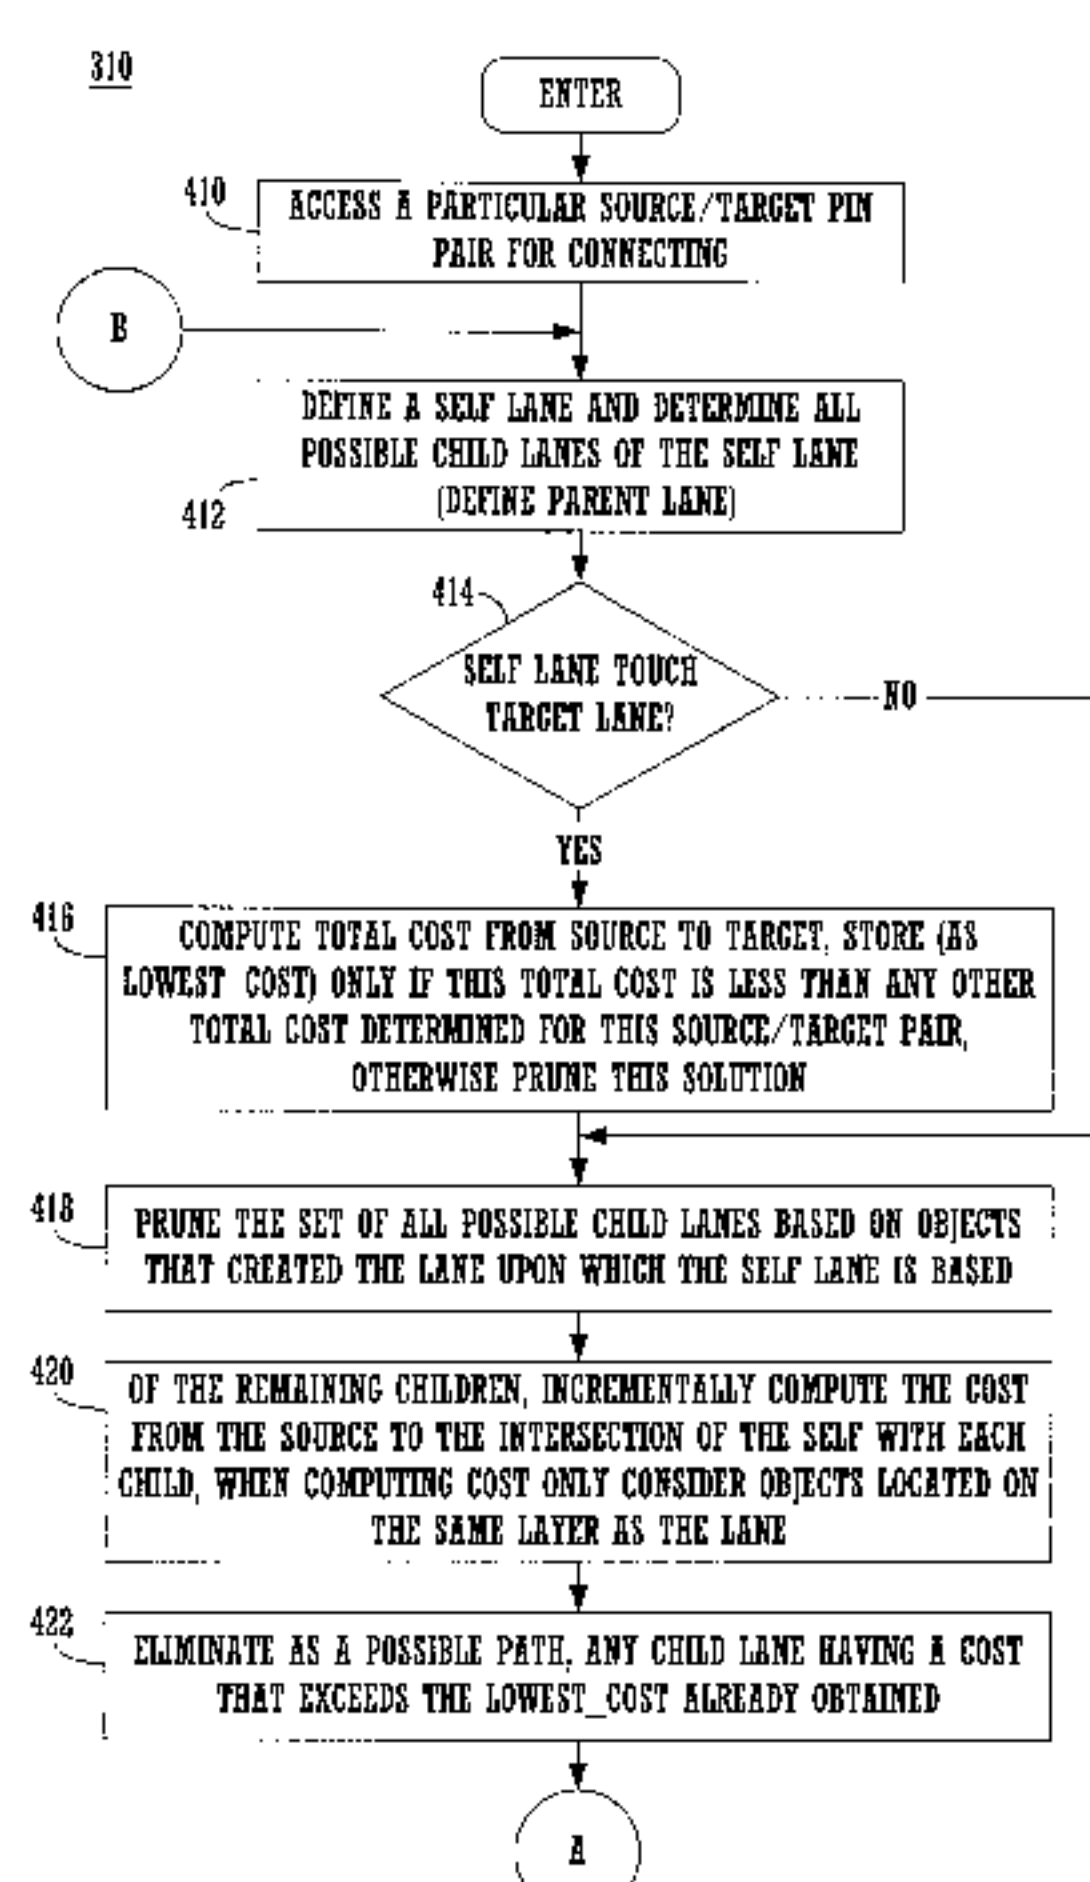 310
ENTER
410
ACCESS A PARTICULAR SOURCE/TARGET PIN
PAIR FOR CONNECTING
B
DEFINE A SELF LANE AND DETERMINE ALL
POSSIBLE CHILD LANES OF THE SELF LANE
(DEFINE PARENT LANE)
412
414
SELF LANE TOUCH
TARGET LANE?
NO
YES
416
COMPUTE TOTAL COST FROM SOURCE TO TARGET, STORE (AS
LOWEST COST) ONLY IF THIS TOTAL COST IS LESS THAN ANY OTHER
TOTAL COST DETERMINED FOR THIS SOURCE/TARGET PAIR,
OTHERWISE PRUNE THIS SOLUTION
418
PRUNE THE SET OF ALL POSSIBLE CHILD LANES BASED ON OBJECTS
THAT CREATED THE LANE UPON WHICH THE SELF LANE IS BASED
420
OF THE REMAINING CHILDREN, INCREMENTALLY COMPUTE THE COST
FROM THE SOURCE TO THE INTERSECTION OF THE SELF WITH EACH
CHILD, WHEN COMPUTING COST ONLY CONSIDER OBJECTS LOCATED ON
THE SAME LAYER AS THE LANE
422
ELIMINATE AS A POSSIBLE PATH, ANY CHILD LANE HAVING A COST
THAT EXCEEDS THE LOWEST_COST ALREADY OBTAINED
A